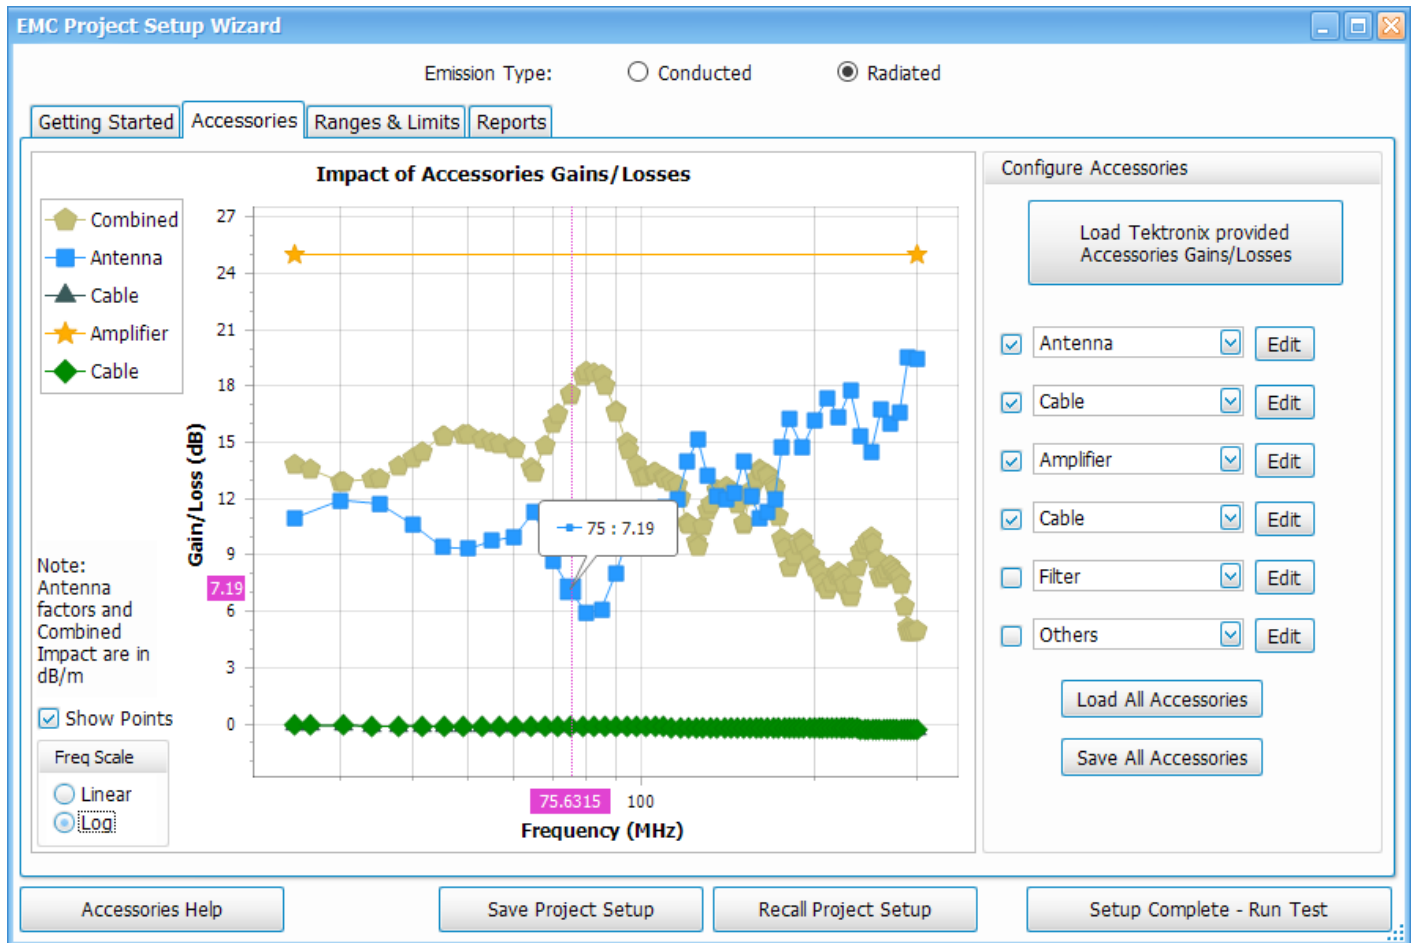 EMC Project Setup Wizard
Emission Type:
Conducted
Radiated
Getting Started
Accessories
Ranges & Limits
Reports
Impact of Accessories Gains/Losses
Combined
Antenna
Cable
Amplifier
Cable
27
24
21
18
15
12
9
6
3
0
Gain/Loss (dB)
7.19
75 : 7.19
75.6315
100
Frequency (MHz)
Note:
Antenna
factors and
Combined
Impact are in
dB/m
Show Points
Freq Scale
Linear
Log
Configure Accessories
Load Tektronix provided
Accessories Gains/Losses
Antenna
Edit
Cable
Edit
Amplifier
Edit
Cable
Edit
Filter
Edit
Others
Edit
Load All Accessories
Save All Accessories
Accessories Help
Save Project Setup
Recall Project Setup
Setup Complete - Run Test